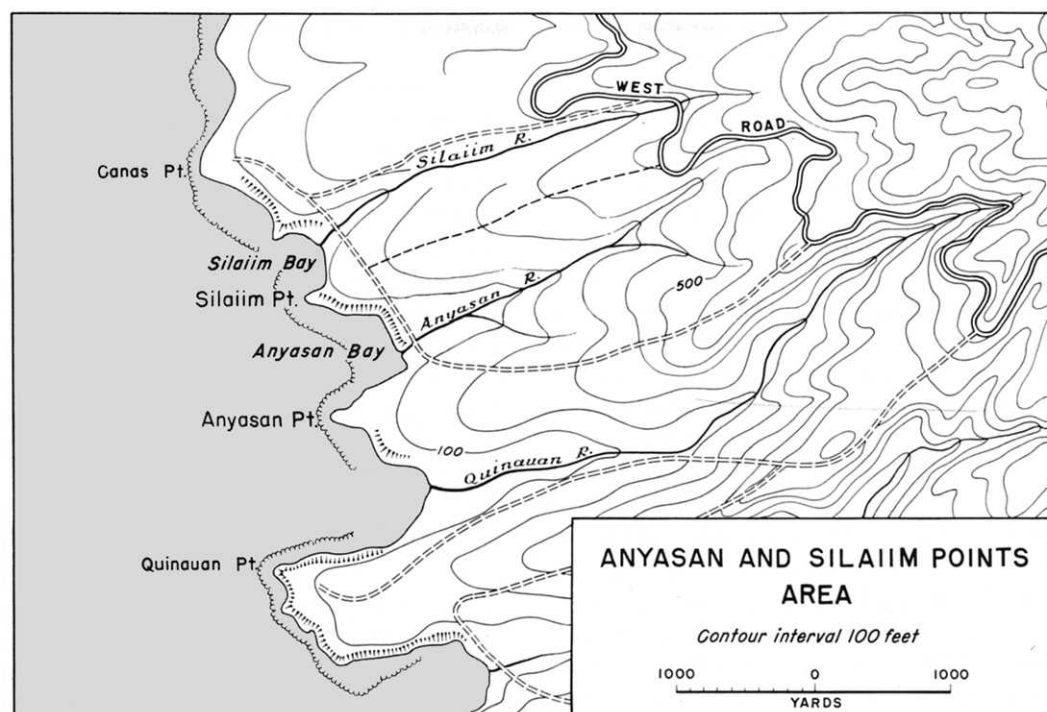 WEST
ROAD
Silaiim R.
Canas Pt.
Silaiim Bay
Silaiim Pt.
500
Anyasan R.
Anyasan Bay
Anyasan Pt.
100
Quinauan R.
Quinauan Pt.
ANYASAN AND SILAIIM POINTS
AREA
Contour interval 100 feet
1000 0 1000
YARDS